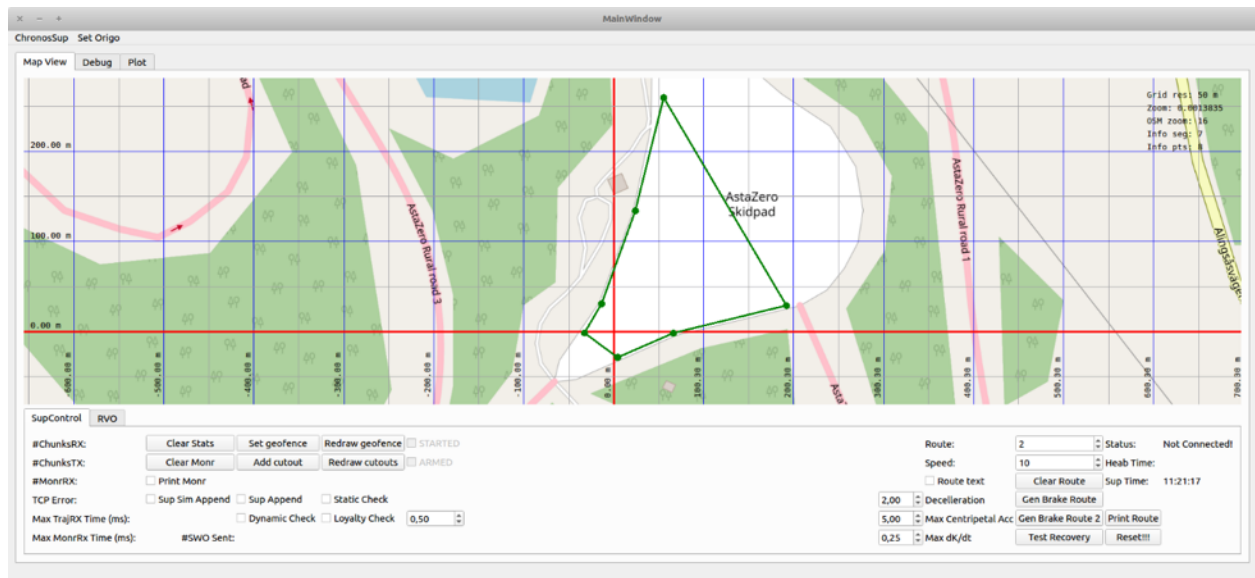 MainWindow
ChronosSup Set Origo
Map View Debug Plot
Grid res: 50 m
Zoom: 0.0013835
OSM zoom: 16
Info seg: 7
Info pts: 8
200.00 m
100.00 m
0.00 m
AstaZero
Skidpad
AstaZero Rural road 3
AstaZero Rural road 1
Alingsåsvägen
ad
Asta
-600.00 m
-500.00 m
-400.00 m
-300.00 m
-200.00 m
-100.00 m
0.00 m
100.00 m
200.00 m
300.00 m
400.00 m
500.00 m
600.00 m
700.00 m
SupControl RVO
#ChunksRX: Clear Stats Set geofence Redraw geofence STARTED Route: 2 Status: Not Connected!
#ChunksTX: Clear Monr Add cutout Redraw cutouts ARMED Speed: 10 Heab Time:
#MonrRX: Print Monr Route text Clear Route Sup Time: 11:21:17
TCP Error: Sup Sim Append Sup Append Static Check 2,00 Decelleration Gen Brake Route
Max TrajRX Time (ms): Dynamic Check Loyalty Check 0,50 5,00 Max Centripetal Acc Gen Brake Route 2 Print Route
Max MonrRx Time (ms): #SWO Sent: 0,25 Max dK/dt Test Recovery Reset!!!